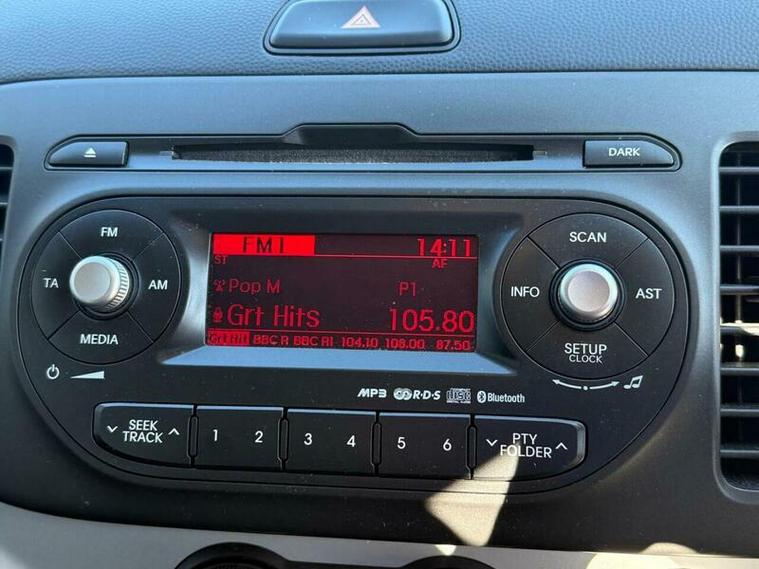 DARK
FM
TA
AM
MEDIA
FM1 14:11
ST AF
Pop M P1
Grt Hits 105.80
Grt Hit BBC R BBC R1 104.10 108.00 87.50
SCAN
INFO
AST
SETUP
CLOCK
MP3 R·D·S Bluetooth
SEEK
TRACK
1 2 3 4 5 6
PTY
FOLDER